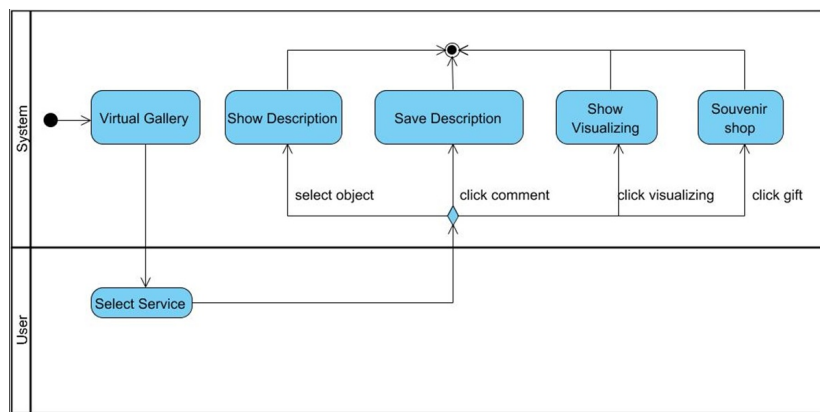 System
Virtual Gallery
Show Description
Save Description
Show
Visualizing
Souvenir
shop
select object
click comment
click visualizing
click gift
User
Select Service